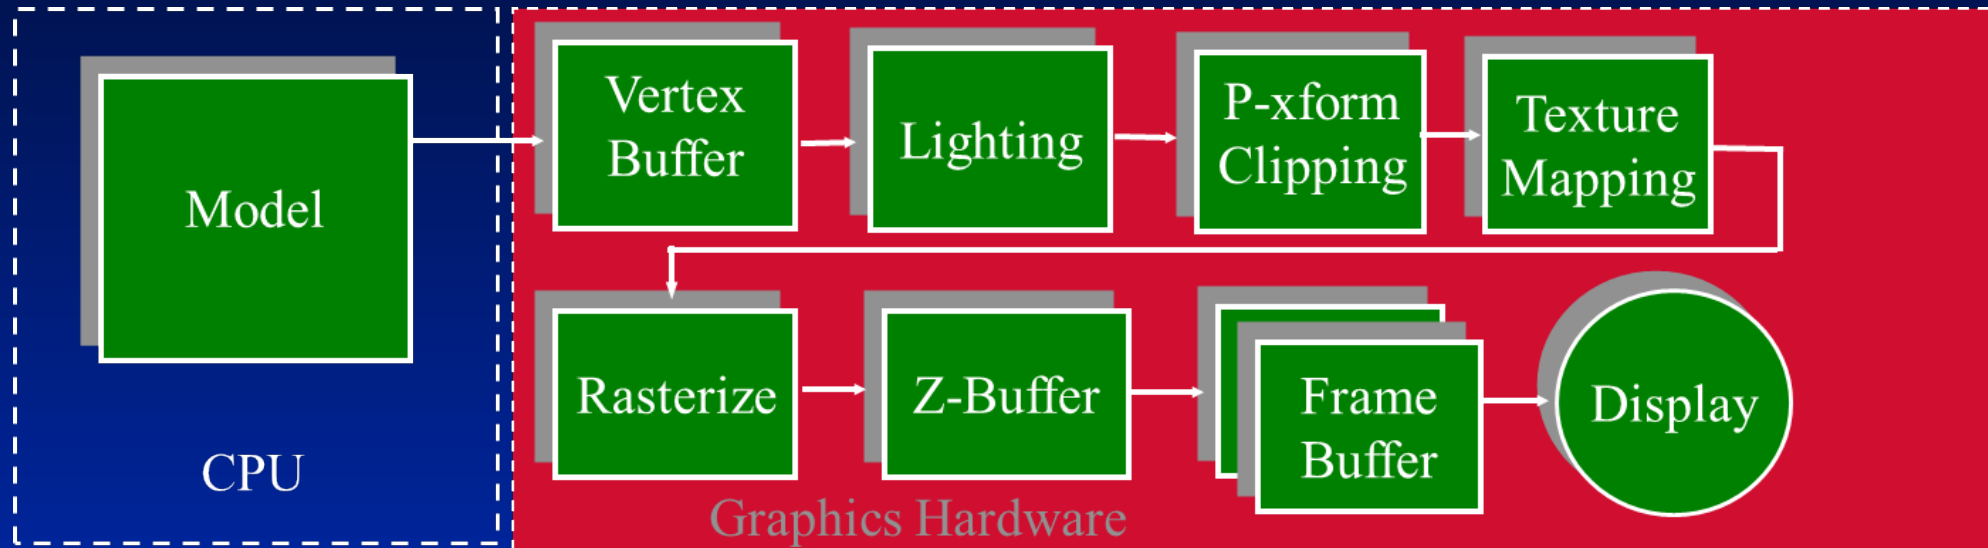 Model
CPU
Vertex
Buffer
Lighting
P-xform
Clipping
Texture
Mapping
Rasterize
Z-Buffer
Frame
Buffer
Display
Graphics Hardware